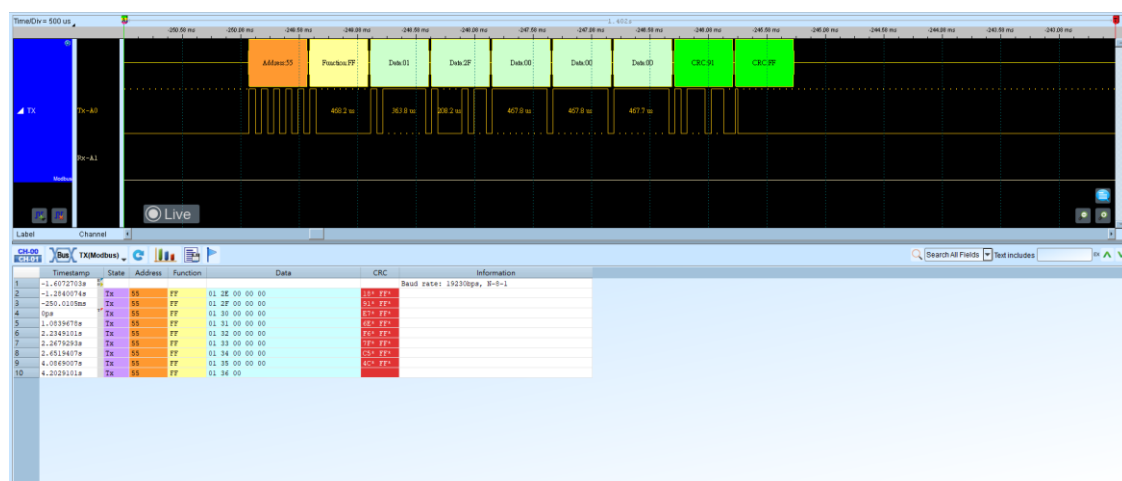 Time/Div= 500 us
-1.401s
-250.50 ms -250.00 ms -249.50 ms -249.00 ms -248.50 ms -248.00 ms -247.50 ms -247.00 ms -246.50 ms -246.00 ms -245.50 ms -245.00 ms -244.50 ms -244.00 ms -243.50 ms -243.00 ms
Address:55 Function:FF Data:01 Data:2F Data:00 Data:00 Data:00 CRC:91 CRC:FF
TX Tx-A0 468.2 us 363.8 us 208.2 us 467.8 us 467.8 us 467.7 us
Rx-A1
Modbus
Live
Label Channel
CH-00
CH-01
Bus TX(Modbus)
Search All Fields Text includes
Timestamp State Address Function Data CRC Information
1 -1.6072703s Baud rate: 19230bps, N-8-1
2 -1.2840074s Tx 55 FF 01 2E 00 00 00 18* FF*
3 -250.0105ms Tx 55 FF 01 2F 00 00 00 91* FF*
4 0ps Tx 55 FF 01 30 00 00 00 E7* FF*
5 1.0839678s Tx 55 FF 01 31 00 00 00 6E* FF*
6 2.2349101s Tx 55 FF 01 32 00 00 00 F6* FF*
7 2.2679293s Tx 55 FF 01 33 00 00 00 7F* FF*
8 2.6519407s Tx 55 FF 01 34 00 00 00 C5* FF*
9 4.0869007s Tx 55 FF 01 35 00 00 00 4C* FF*
10 4.2029101s Tx 55 FF 01 36 00